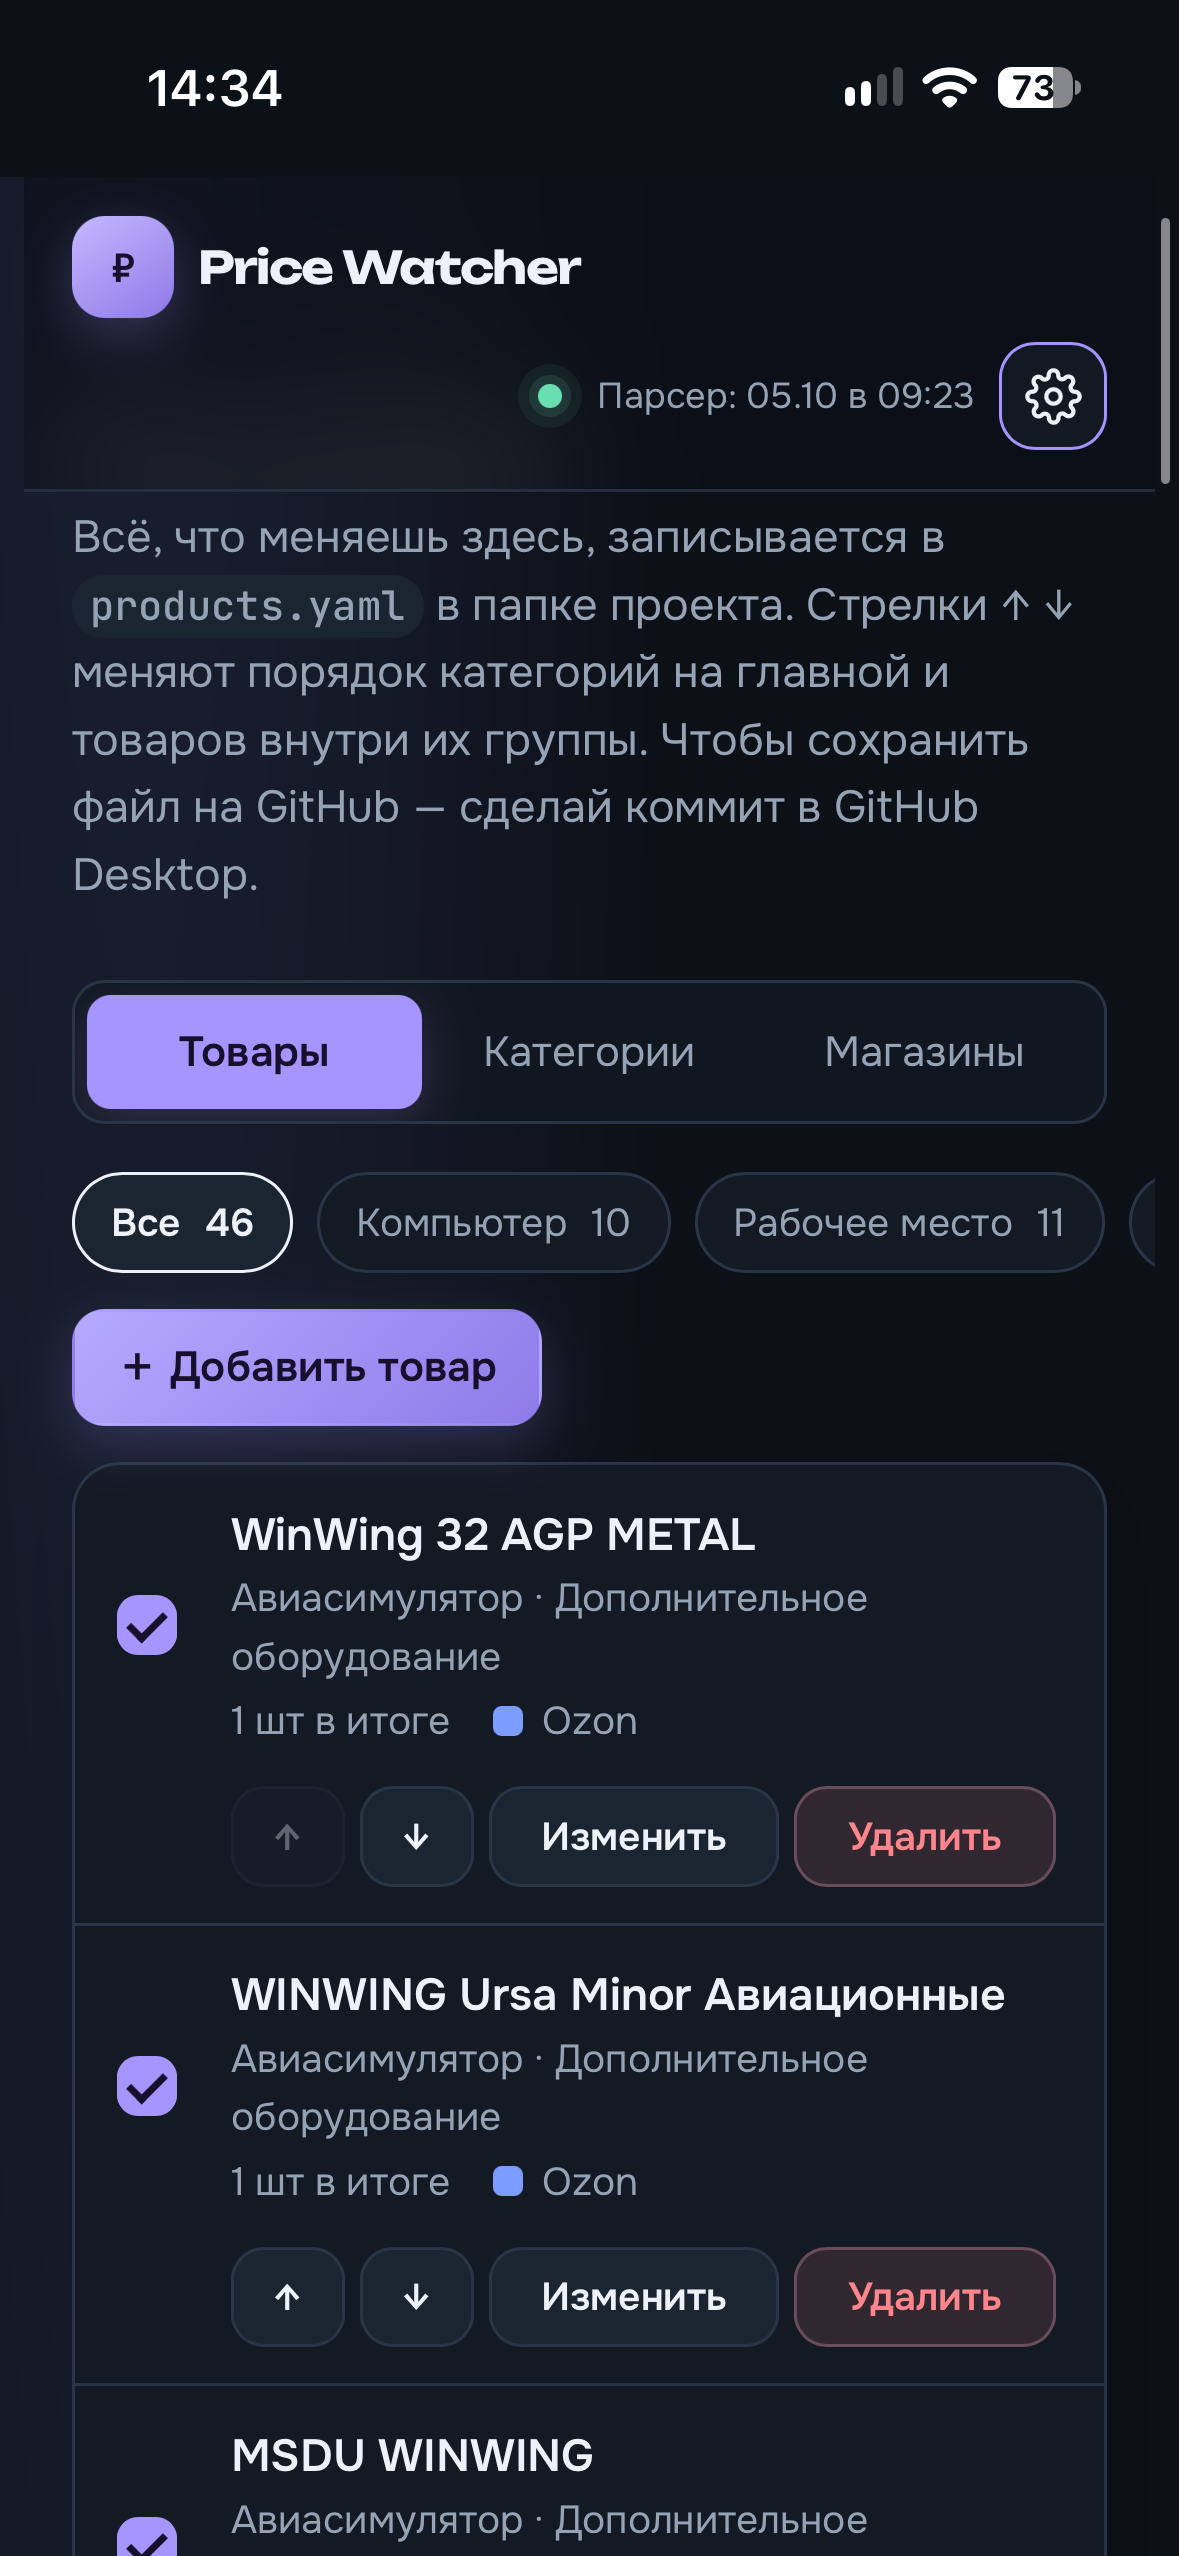 14:34
73
₽ Price Watcher
Парсер: 05.10 в 09:23
Всё, что меняешь здесь, записывается в
products.yaml в папке проекта. Стрелки ↑ ↓
меняют порядок категорий на главной и
товаров внутри их группы. Чтобы сохранить
файл на GitHub — сделай коммит в GitHub
Desktop.
Товары Категории Магазины
Все 46 Компьютер 10 Рабочее место 11
+ Добавить товар
WinWing 32 AGP METAL
Авиасимулятор · Дополнительное
оборудование
1 шт в итоге Ozon
↑ ↓ Изменить Удалить
WINWING Ursa Minor Авиационные
Авиасимулятор · Дополнительное
оборудование
1 шт в итоге Ozon
↑ ↓ Изменить Удалить
MSDU WINWING
Авиасимулятор · Дополнительное